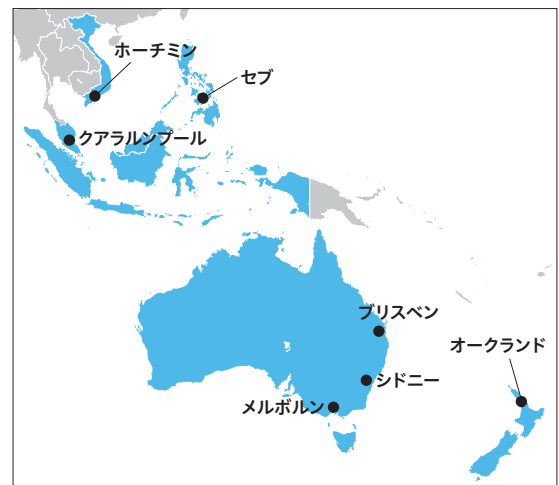 ホーチミン
セブ
クアラルンプール
ブリスベン
オークランド
シドニー
メルボルン